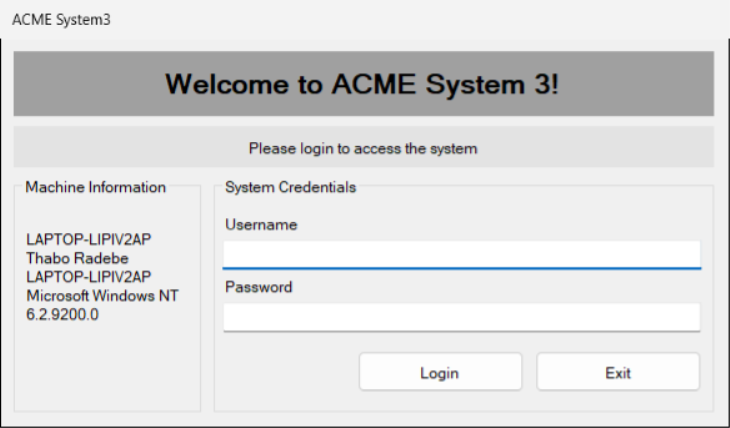 ACME System3
Welcome to ACME System 3!
Please login to access the system
Machine Information
LAPTOP-LIPIV2AP
Thabo Radebe
LAPTOP-LIPIV2AP
Microsoft Windows NT
6.2.9200.0
System Credentials
Username
Password
Login
Exit